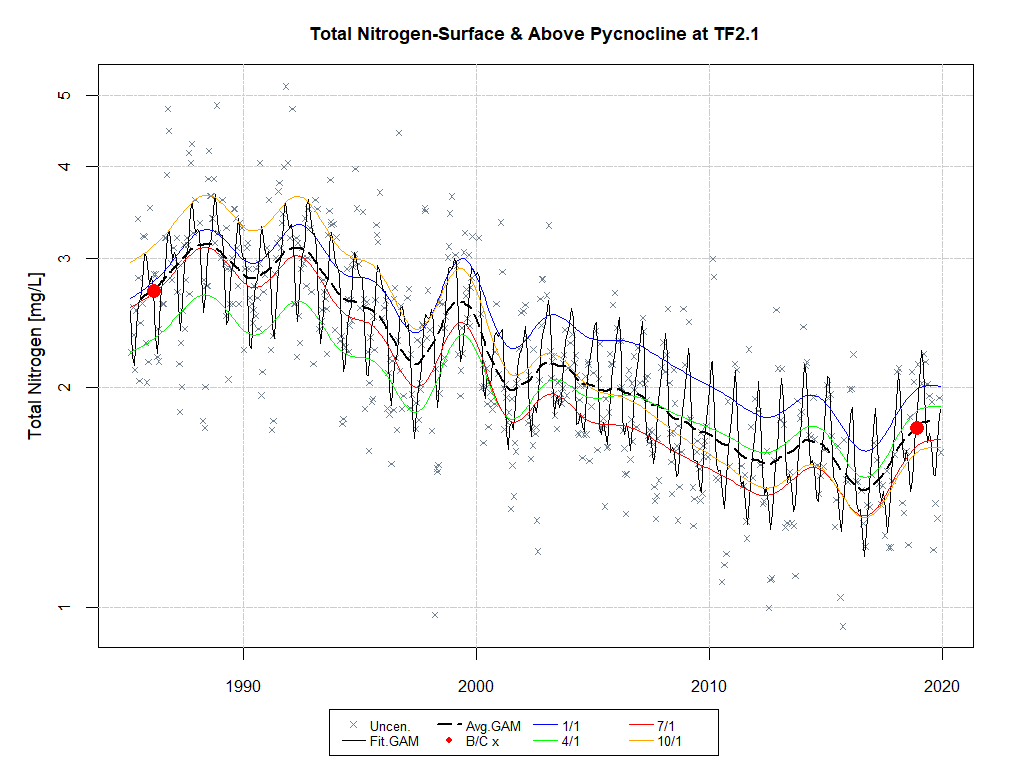 Total Nitrogen-Surface & Above Pycnocline at TF2.1
Total Nitrogen [mg/L]
5
4
3
2
1
1990 2000 2010 2020
Uncen. Avg.GAM 1/1 7/1
Fit.GAM B/C x 4/1 10/1